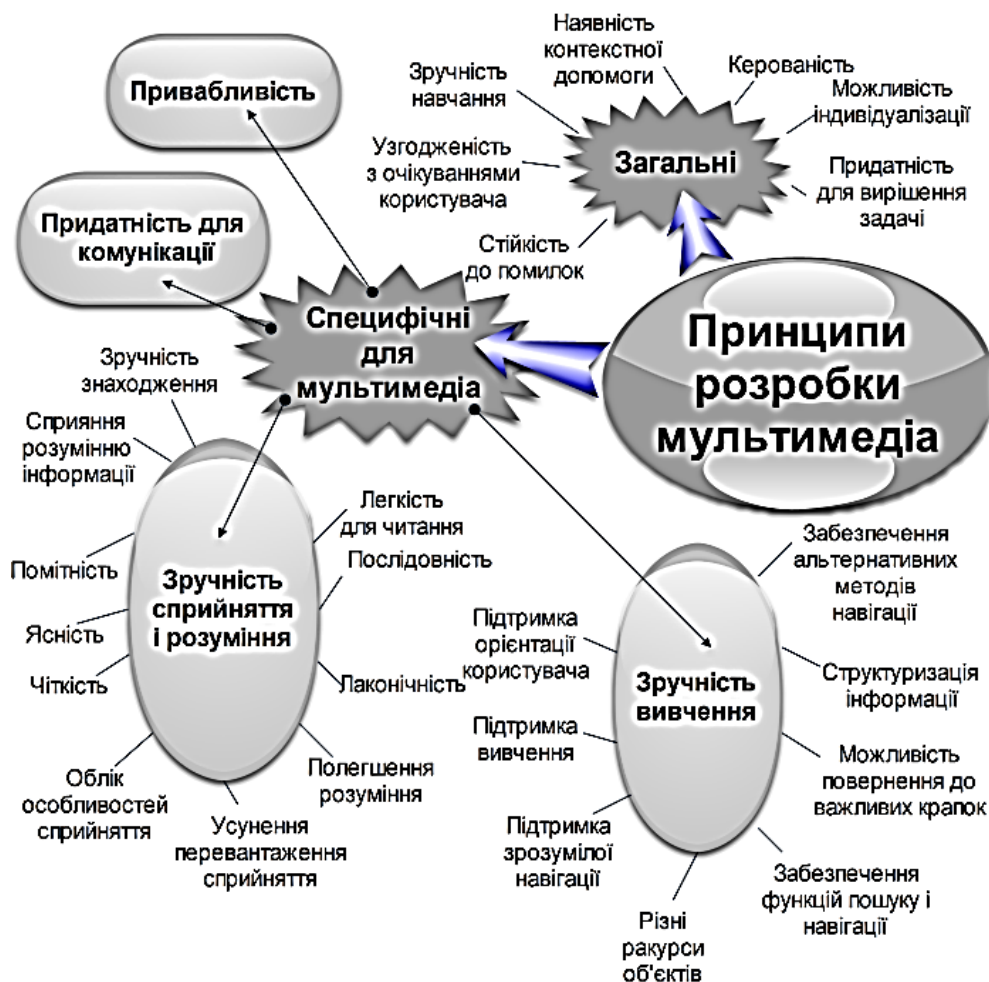 Привабливість
Наявність
контекстної
допомоги
Зручність
навчання
Керованість
Можливість
індивідуалізації
Узгодженість
з очікуваннями
користувача
Загальні
Придатність
для вирішення
задачі
Стійкість
до помилок
Придатність для
комунікації
Специфічні
для
мультимедіа
Принципи
розробки
мультимедіа
Зручність
знаходження
Сприяння
розумінню
інформації
Легкість
для читання
Помітність
Послідовність
Зручність
сприйняття
і розуміння
Ясність
Чіткість
Лаконічність
Облік
особливостей
сприйняття
Усунення
перевантаження
сприйняття
Полегшення
розуміння
Забезпечення
альтернативних
методів
навігації
Підтримка
орієнтації
користувача
Зручність
вивчення
Структуризація
інформації
Підтримка
вивчення
Можливість
повернення до
важливих крапок
Підтримка
зрозумілої
навігації
Забезпечення
функцій пошуку і
навігації
Різні
ракурси
об'єктів